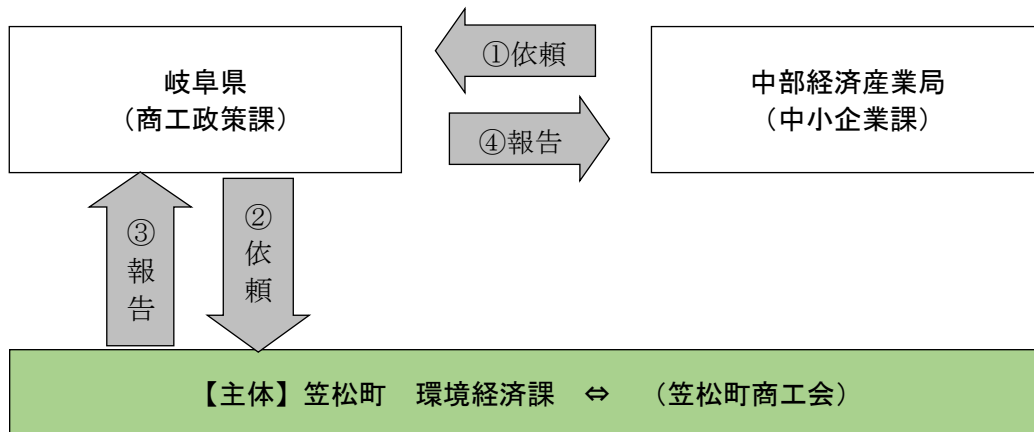 岐阜県
（商工政策課）
①依頼
④報告
中部経済産業局
（中小企業課）
③報告
②依頼
【主体】笠松町　環境経済課　⇔　（笠松町商工会）